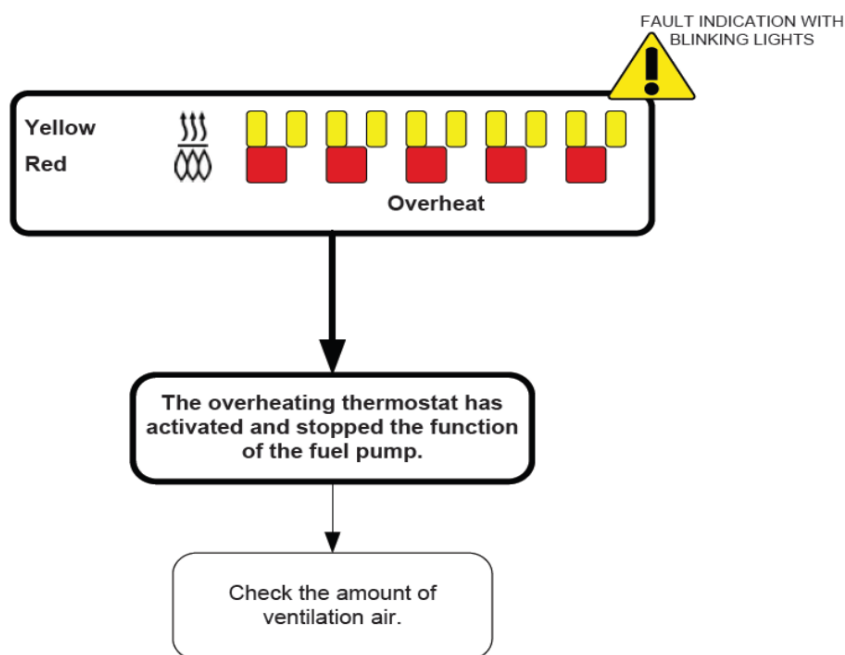 FAULT INDICATION WITH
BLINKING LIGHTS
Yellow
Red
Overheat
The overheating thermostat has
activated and stopped the function
of the fuel pump.
Check the amount of
ventilation air.